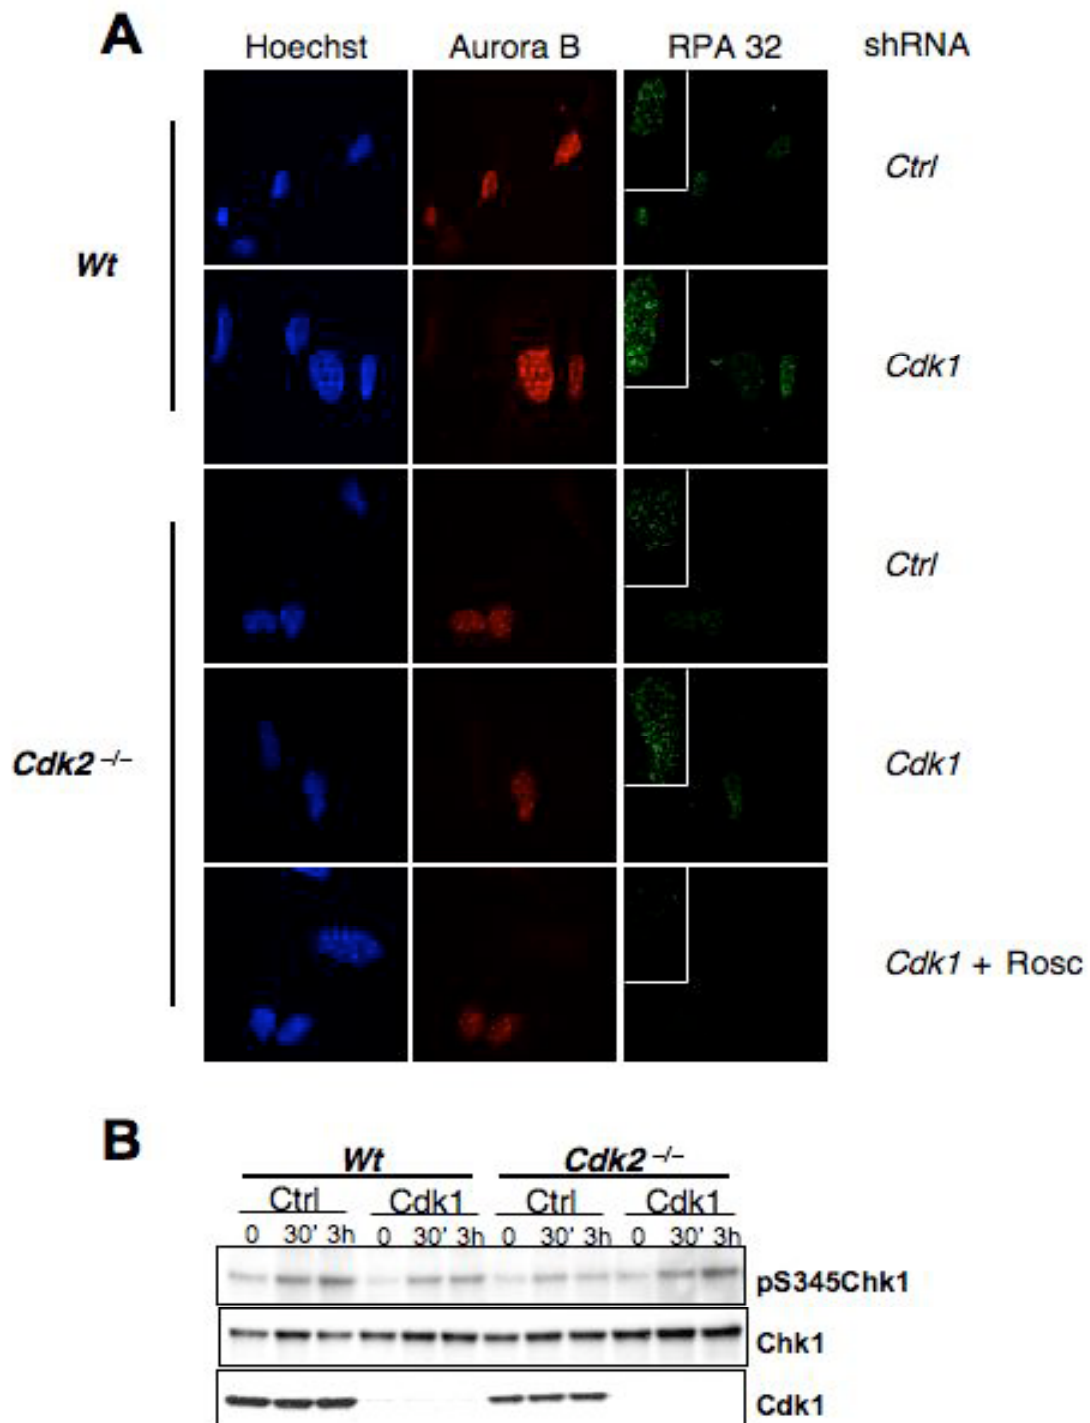 A
Hoechst Aurora B RPA 32 shRNA
Ctrl
Wt
Cdk1
Ctrl
Cdk2 –/–
Cdk1
Cdk1 + Rosc
B
Wt Cdk2 –/–
Ctrl Cdk1 Ctrl Cdk1
0 30' 3h 0 30' 3h 0 30' 3h 0 30' 3h
pS345Chk1
Chk1
Cdk1